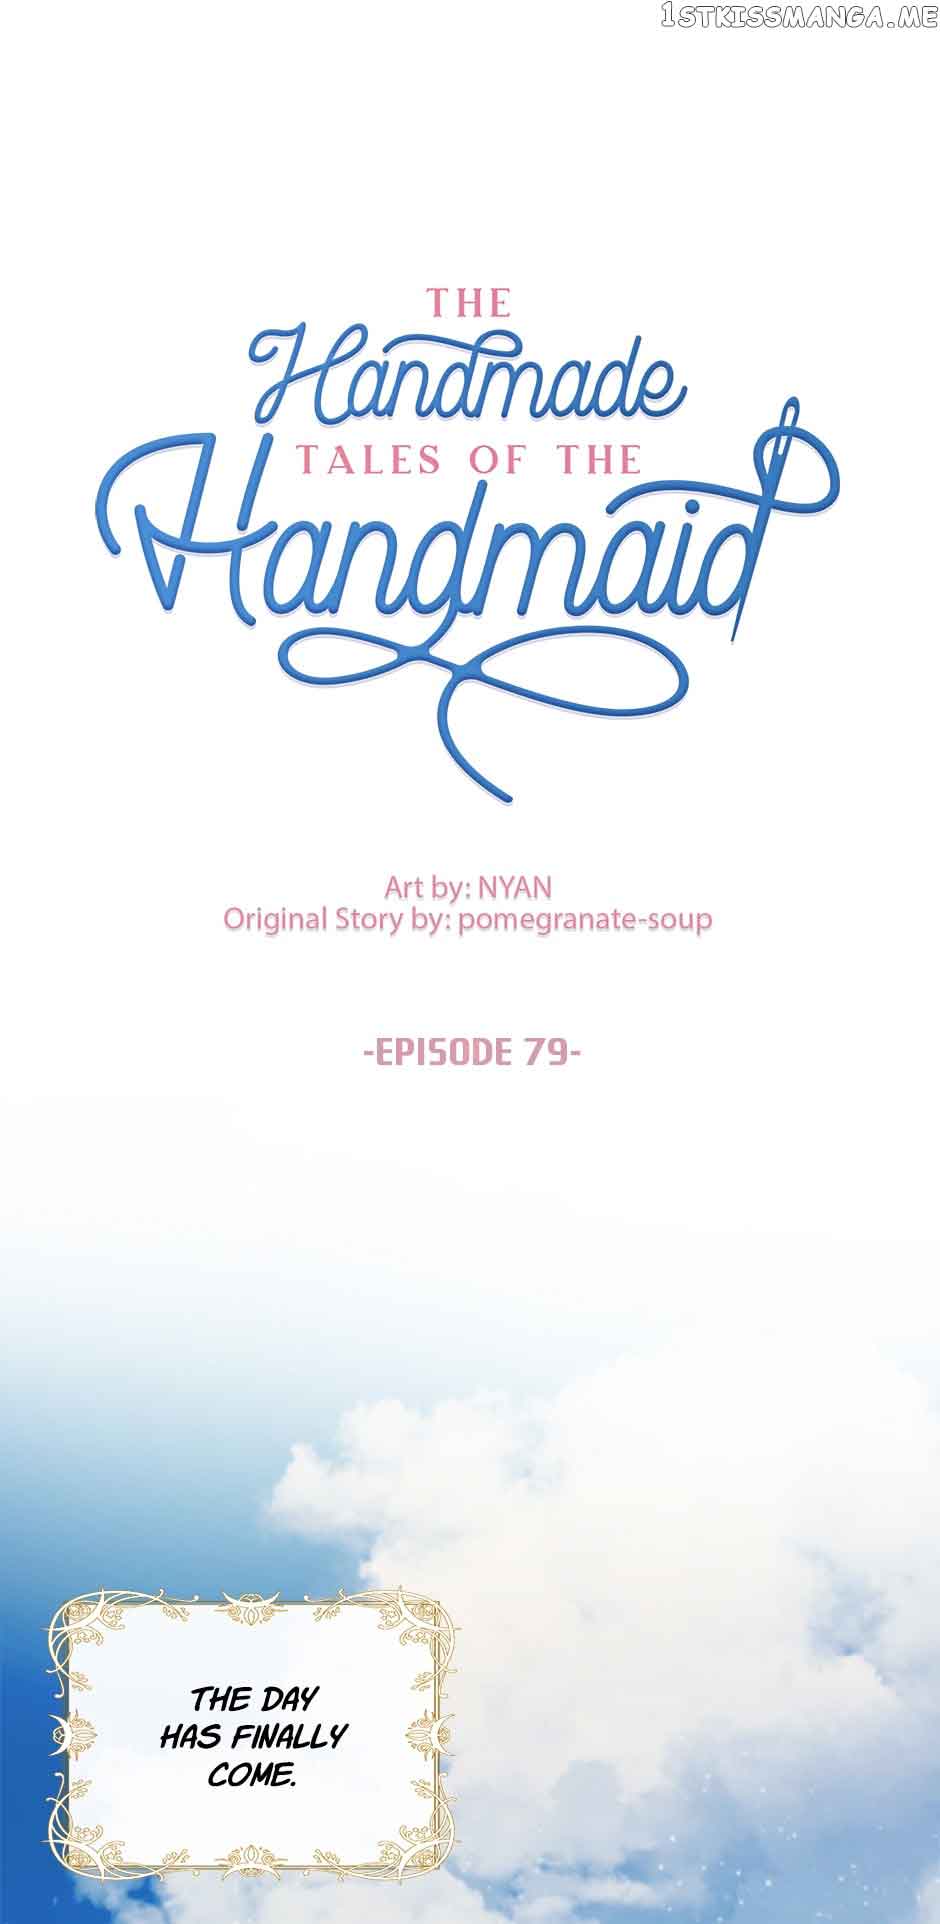 1STKISSMANGA.ME
THE
Handmade
TALES OF THE
Handmaid
Art by: NYAN
Original Story by: pomegranate-soup
-EPISODE 79-
THE DAY
HAS FINALLY
COME.